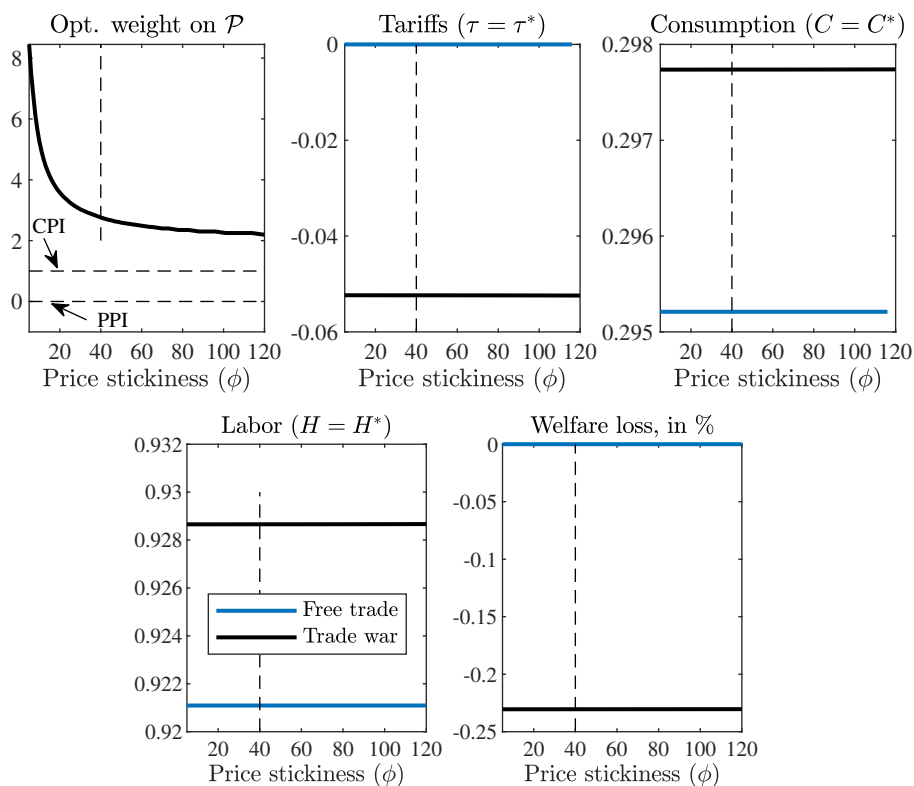 Opt. weight on 𝒫
Tariffs (τ = τ*)
Consumption (C = C*)
8
6
4
2
0
CPI
PPI
20 40 60 80 100 120
Price stickiness (ϕ)
0
-0.02
-0.04
-0.06
20 40 60 80 100 120
Price stickiness (ϕ)
0.298
0.297
0.296
0.295
20 40 60 80 100 120
Price stickiness (ϕ)
Labor (H = H*)
0.932
0.93
0.928
0.926
0.924
0.922
0.92
Free trade
Trade war
20 40 60 80 100 120
Price stickiness (ϕ)
Welfare loss, in %
0
-0.05
-0.1
-0.15
-0.2
-0.25
20 40 60 80 100 120
Price stickiness (ϕ)